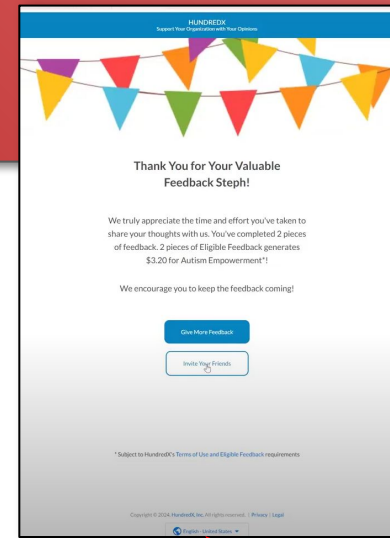 HUNDREDX
Support Your Organization with Your Opinions
Thank You for Your Valuable
Feedback Steph!
We truly appreciate the time and effort you've taken to
share your thoughts with us. You've completed 2 pieces
of feedback. 2 pieces of Eligible Feedback generates
$3.20 for Autism Empowerment*!
We encourage you to keep the feedback coming!
Give More Feedback
Invite Your Friends
* Subject to HundredX's Terms of Use and Eligible Feedback requirements
Copyright © 2024, HundredX, Inc. All rights reserved. | Privacy | Legal
English - United States